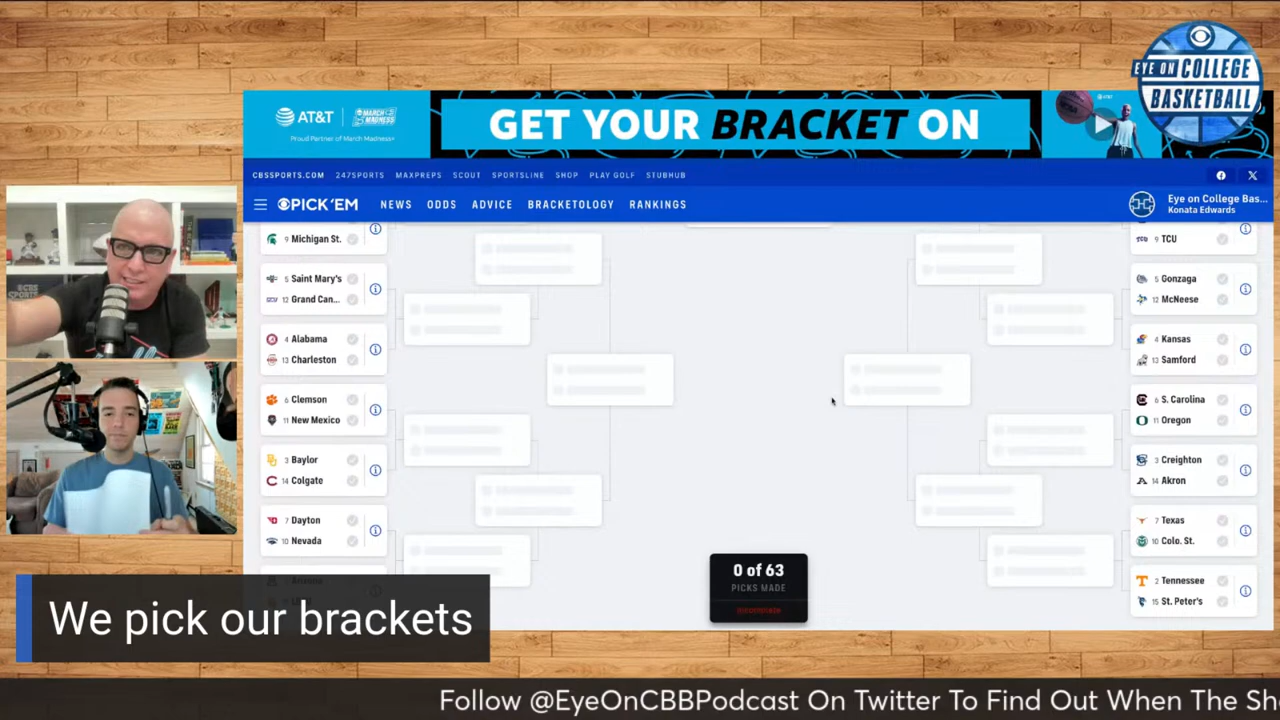 EYE ON COLLEGE
BASKETBALL
AT&T
MARCH MADNESS
Proud Partner of March Madness®
GET YOUR BRACKET ON
CBSSPORTS.COM 247SPORTS MAXPREPS SCOUT SPORTSLINE SHOP PLAY GOLF STUBHUB
PICK'EM NEWS ODDS ADVICE BRACKETOLOGY RANKINGS
Eye on College Bas...
Konata Edwards
9 Michigan St.
5 Saint Mary's
12 Grand Can...
4 Alabama
13 Charleston
6 Clemson
11 New Mexico
3 Baylor
14 Colgate
7 Dayton
10 Nevada
2 Arizona
9 TCU
5 Gonzaga
12 McNeese
4 Kansas
13 Samford
6 S. Carolina
11 Oregon
3 Creighton
14 Akron
7 Texas
10 Colo. St.
2 Tennessee
15 St. Peter's
0 of 63
PICKS MADE
Incomplete
CBS SPORTS
We pick our brackets
Follow @EyeOnCBBPodcast On Twitter To Find Out When The Sh